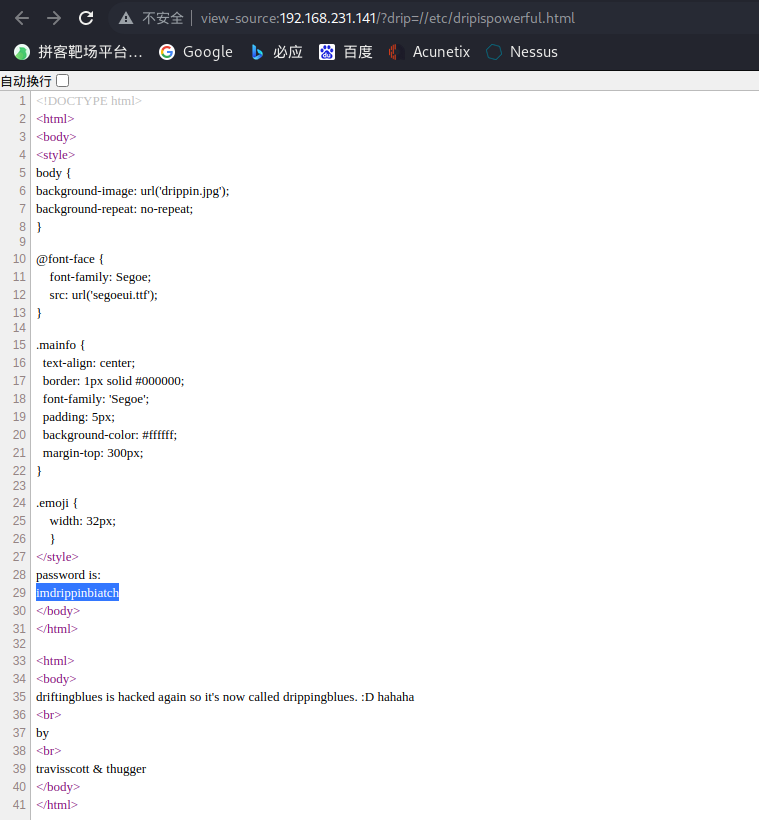 不安全 view-source:192.168.231.141/?drip=//etc/dripispowerful.html
拼客靶场平台… Google 必应 百度 Acunetix Nessus
自动换行
1 <!DOCTYPE html>
2 <html>
3 <body>
4 <style>
5 body {
6 background-image: url('drippin.jpg');
7 background-repeat: no-repeat;
8 }
9
10 @font-face {
11 font-family: Segoe;
12 src: url('segoeui.ttf');
13 }
14
15 .mainfo {
16 text-align: center;
17 border: 1px solid #000000;
18 font-family: 'Segoe';
19 padding: 5px;
20 background-color: #ffffff;
21 margin-top: 300px;
22 }
23
24 .emoji {
25 width: 32px;
26 }
27 </style>
28 password is:
29 imdrippinbiatch
30 </body>
31 </html>
32
33 <html>
34 <body>
35 driftingblues is hacked again so it's now called drippingblues. :D hahaha
36 <br>
37 by
38 <br>
39 travisscott & thugger
40 </body>
41 </html>